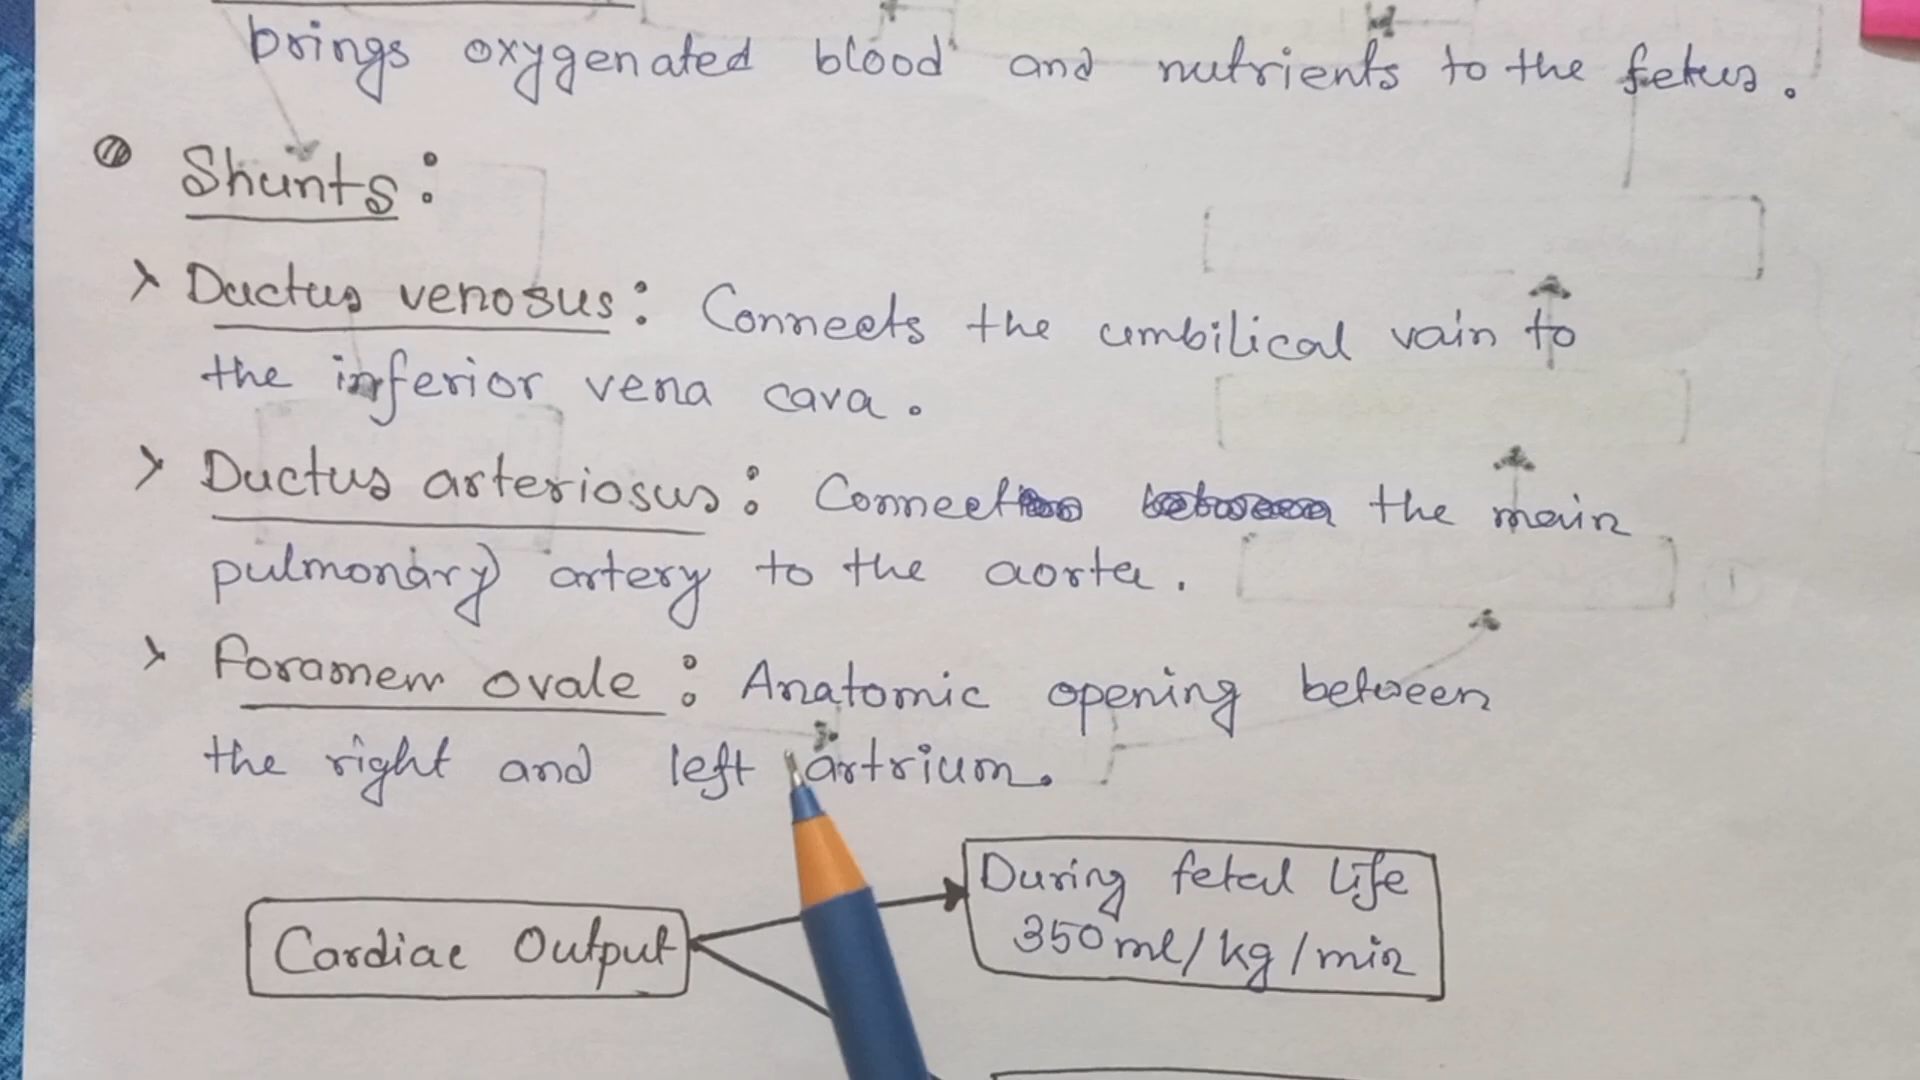 brings oxygenated blood and nutrients to the fetus.
Shunts:
Ductus venosus: Connects the umbilical vain to
the inferior vena cava.
Ductus arteriosus: Connect the main
pulmonary artery to the aorta.
Foramen ovale: Anatomic opening between
the right and left artrium.
Cardiac Output
During fetal life
350ml/kg/min